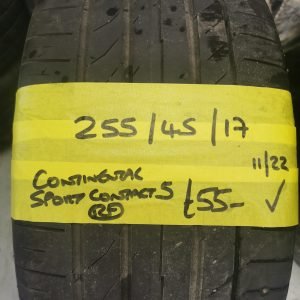 255/45/17
11/22
CONTINENTAL
SPORT CONTACT 5 £55- ✓
(RF)